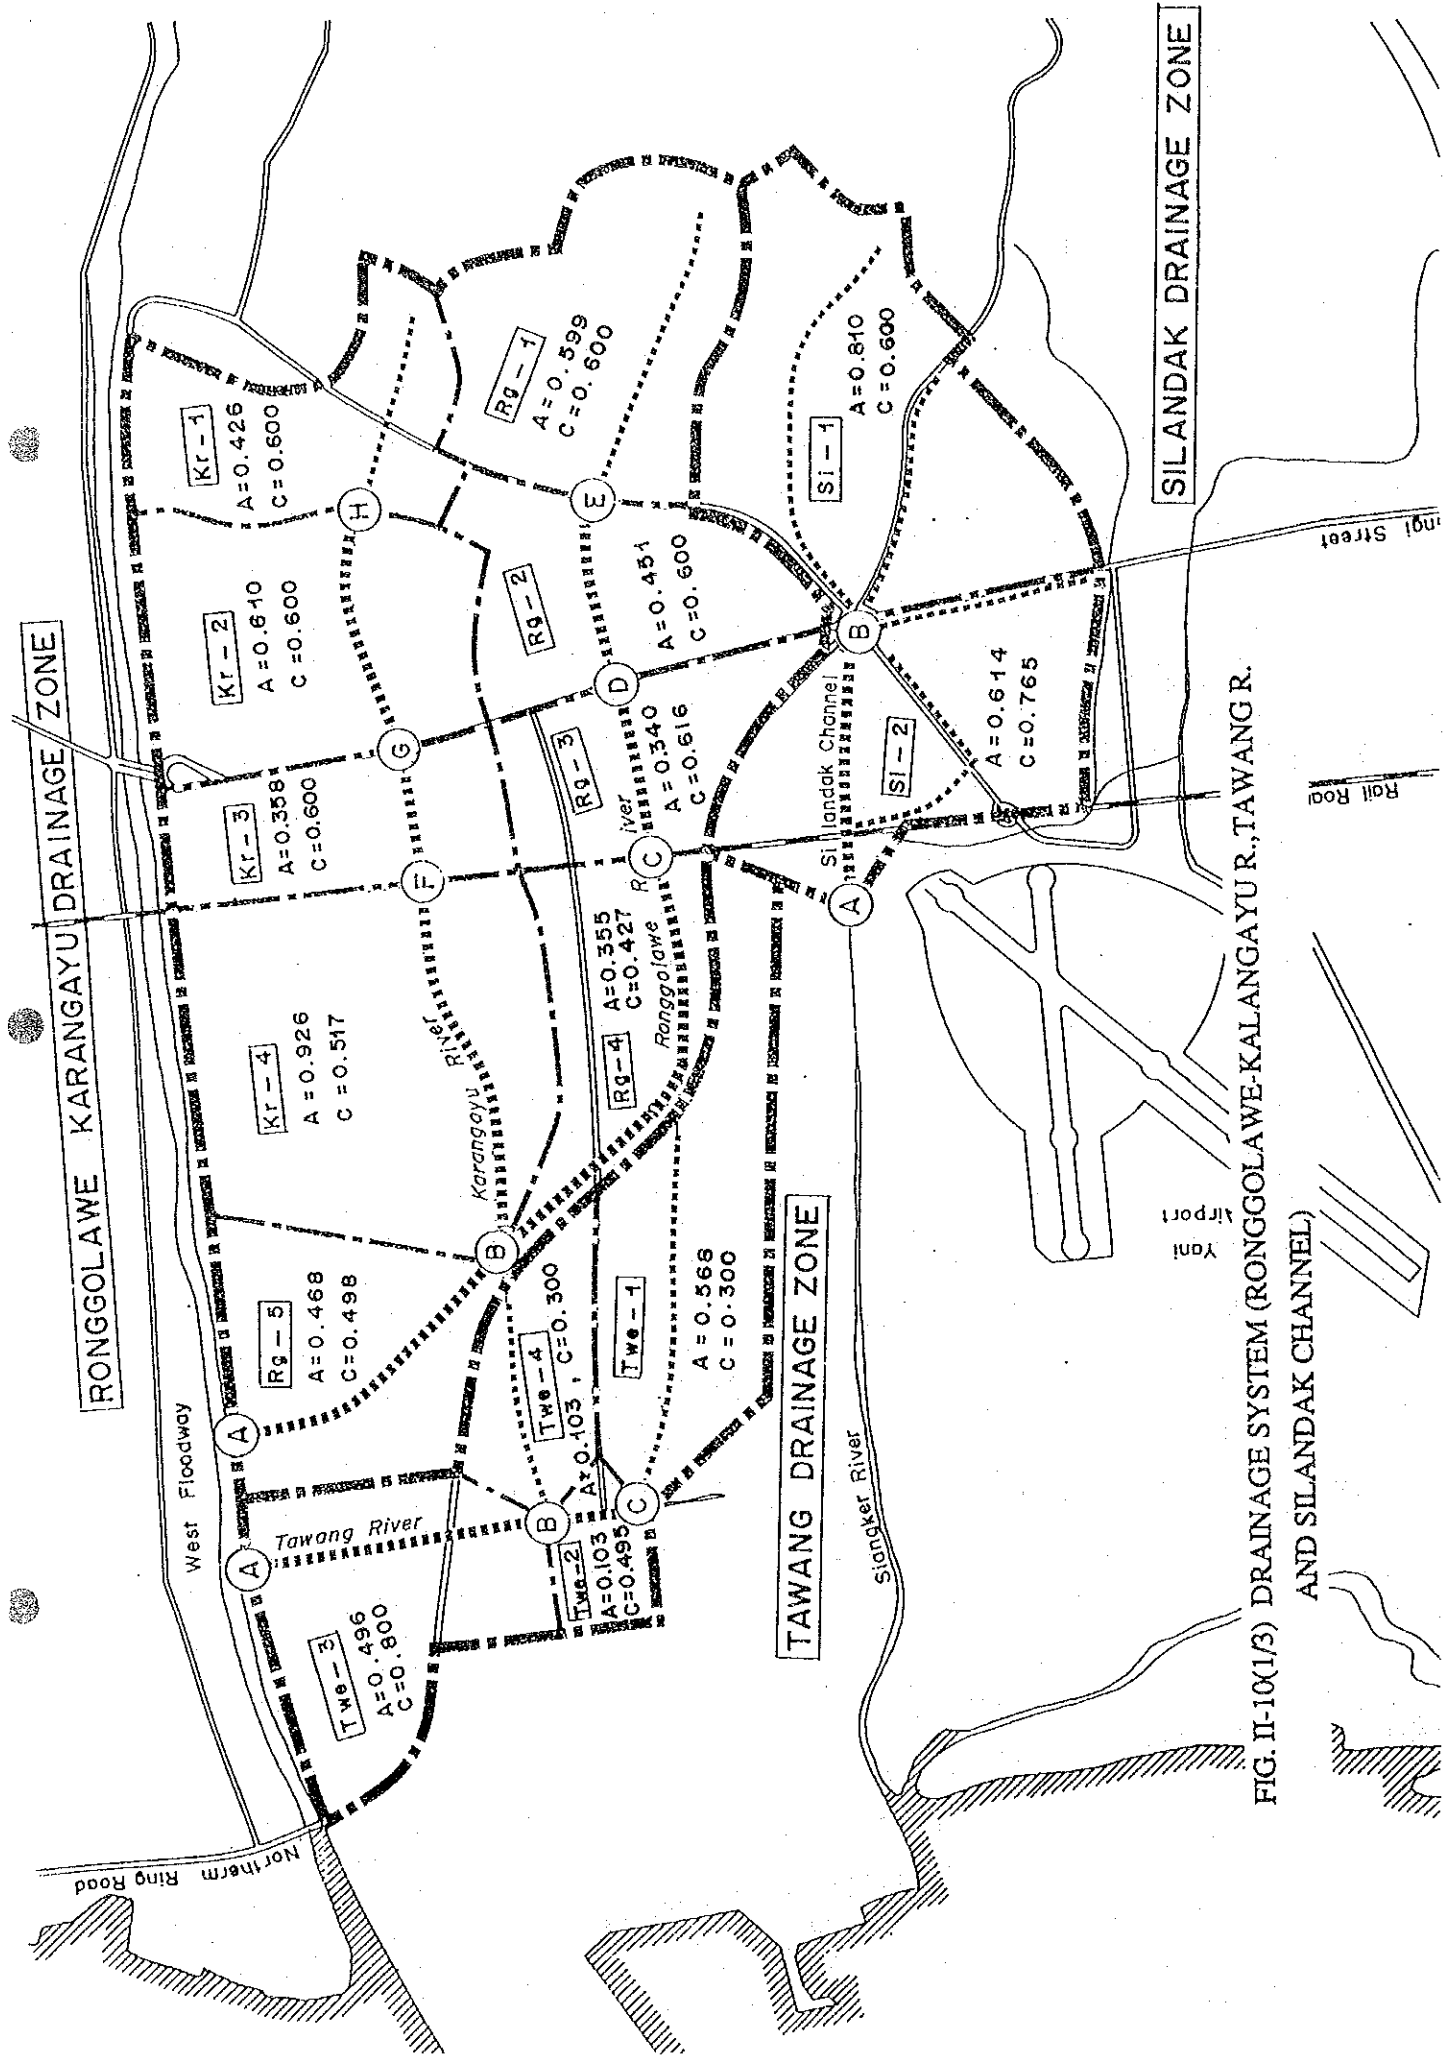 RONGGOLAWE KARANGAYU DRAINAGE ZONE
West Floodway
Northern Ring Road
Kr-1
A=0.426
C=0.600
Kr-2
A=0.610
C=0.600
Kr-3
A=0.358
C=0.600
Kr-4
A=0.926
C=0.517
Rg-5
A=0.468
C=0.498
Twe-3
A=0.496
C=0.800
A
A
Tawang River
H
G
F
Karangayu River
B
Rg-1
A=0.599
C=0.600
Rg-2
A=0.451
C=0.600
Rg-3
A=0.340
C=0.616
Rg-4
A=0.355
C=0.427
Ronggolawe River
E
D
C
Twe-4
A=0.103, C=0.300
Twe-2
A=0.103
C=0.495
B
C
Twe-1
A=0.568
C=0.300
TAWANG DRAINAGE ZONE
Si-1
A=0.810
C=0.600
Si-2
A=0.614
C=0.765
Silandak Channel
B
A
Siangker River
SILANDAK DRAINAGE ZONE
ngi Street
Rail Road
Yani
Airport
FIG. II-10(1/3) DRAINAGE SYSTEM (RONGGOLAWE-KALANGAYU R.,TAWANG R.
AND SILANDAK CHANNEL)